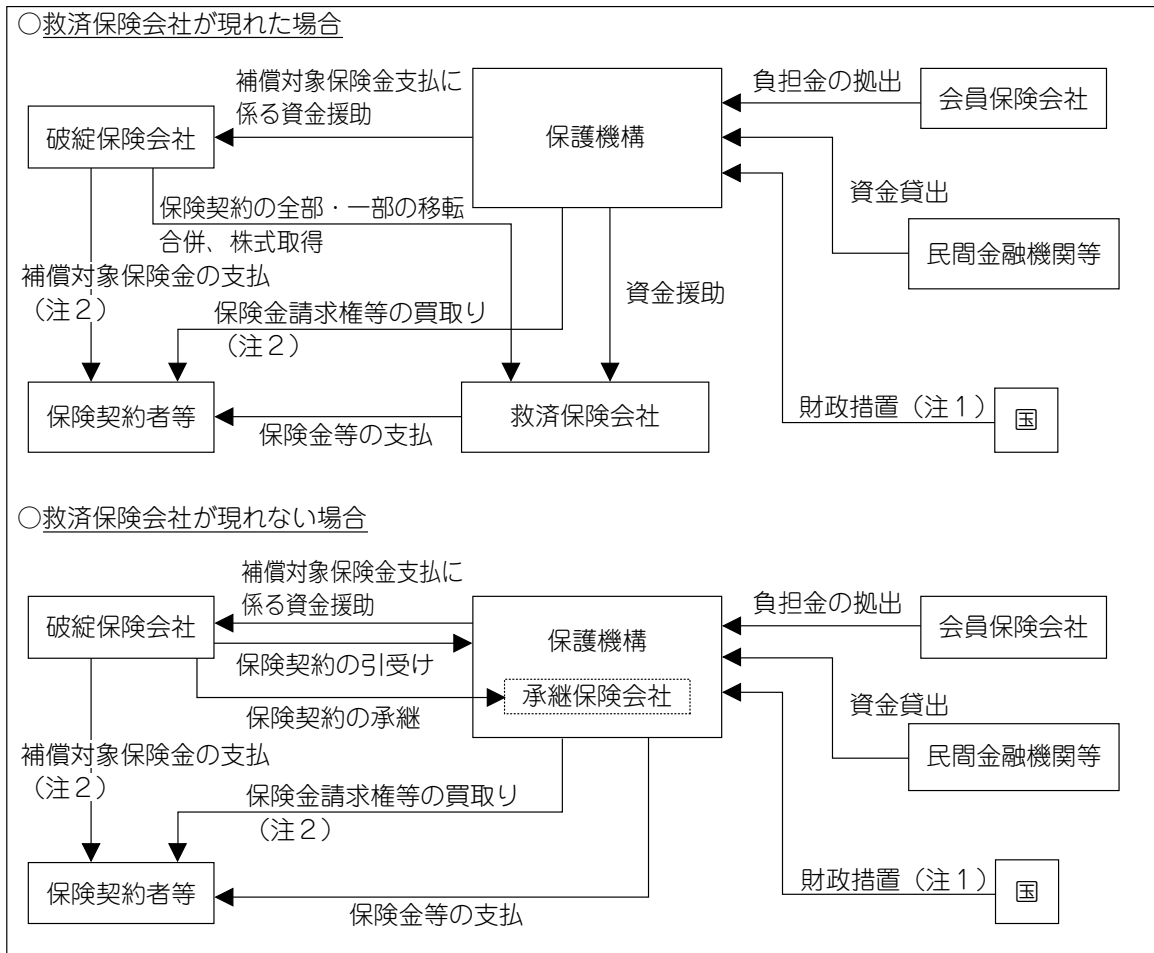 ○救済保険会社が現れた場合
補償対象保険金支払に
係る資金援助
負担金の拠出
会員保険会社
破綻保険会社
保護機構
資金貸出
保険契約の全部・一部の移転
合併、株式取得
民間金融機関等
補償対象保険金の支払
（注２）
資金援助
保険金請求権等の買取り
（注２）
財政措置（注１）
国
保険契約者等
救済保険会社
保険金等の支払
○救済保険会社が現れない場合
補償対象保険金支払に
係る資金援助
負担金の拠出
会員保険会社
破綻保険会社
保護機構
保険契約の引受け
承継保険会社
資金貸出
保険契約の承継
民間金融機関等
補償対象保険金の支払
（注２）
保険金請求権等の買取り
（注２）
財政措置（注１）
国
保険契約者等
保険金等の支払